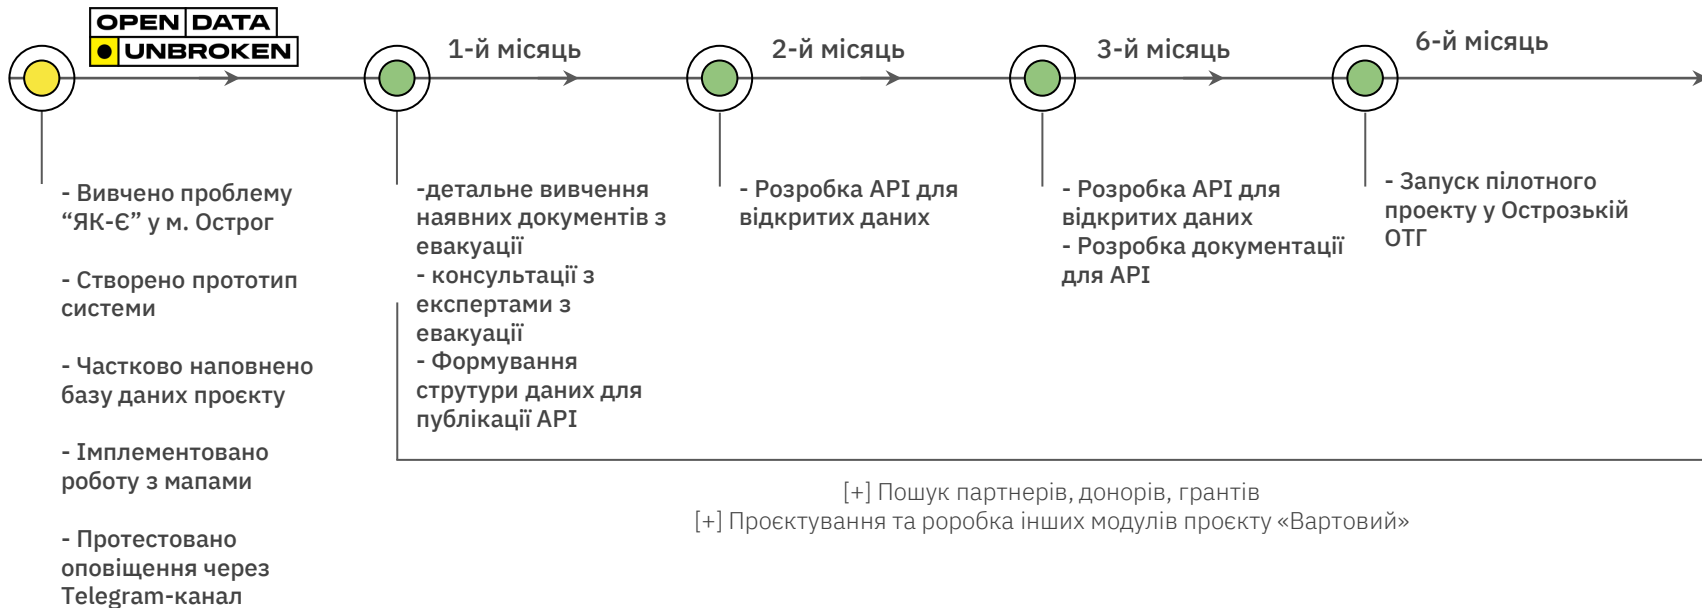 OPEN DATA
UNBROKEN
1-й місяць
2-й місяць
3-й місяць
6-й місяць
- Вивчено проблему
“ЯК-Є” у м. Острог
- Створено прототип
системи
- Частково наповнено
базу даних проєкту
- Імплементовано
роботу з мапами
- Протестовано
оповіщення через
Telegram-канал
-детальне вивчення
наявних документів з
евакуації
- консультації з
експертами з
евакуації
- Формування
струтури даних для
публікації API
- Розробка API для
відкритих даних
- Розробка API для
відкритих даних
- Розробка документації
для API
- Запуск пілотного
проекту у Острозькій
ОТГ
[+] Пошук партнерів, донорів, грантів
[+] Проєктування та роробка інших модулів проєкту «Вартовий»